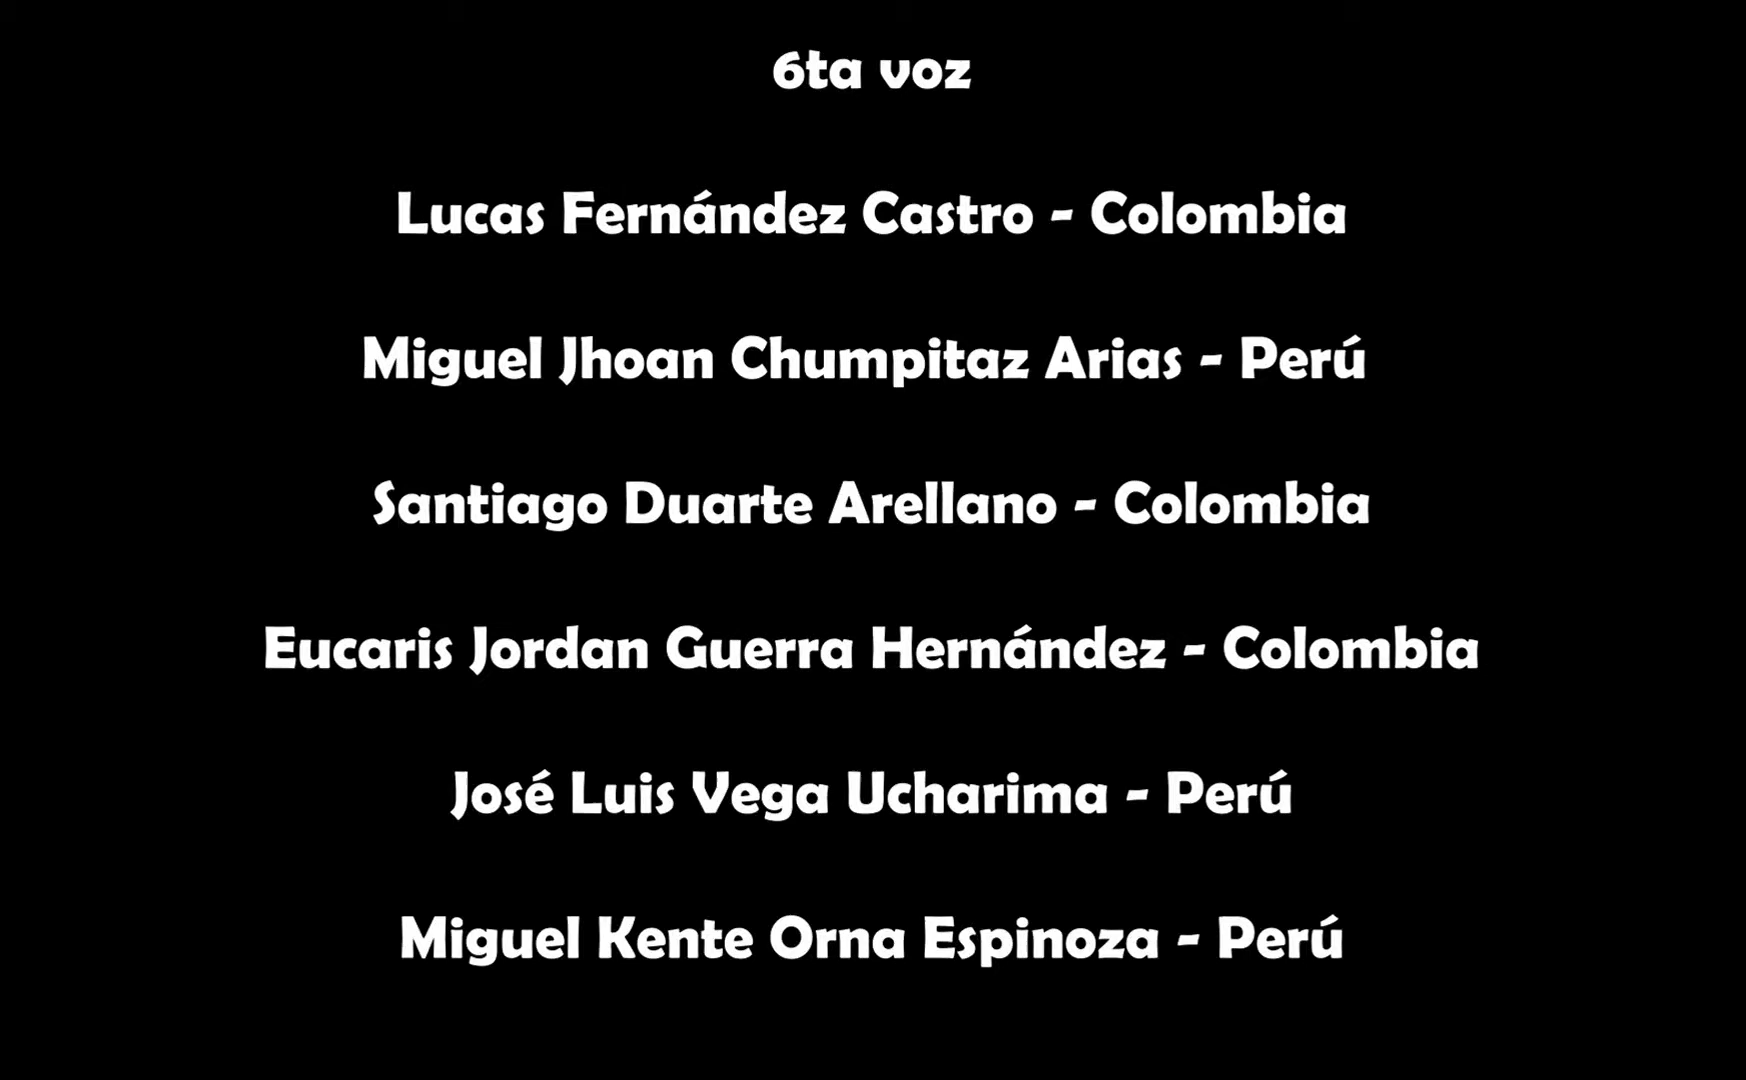 6ta voz
Lucas Fernández Castro - Colombia
Miguel Jhoan Chumpitaz Arias - Perú
Santiago Duarte Arellano - Colombia
Eucaris Jordan Guerra Hernández - Colombia
José Luis Vega Ucharima - Perú
Miguel Kente Orna Espinoza - Perú